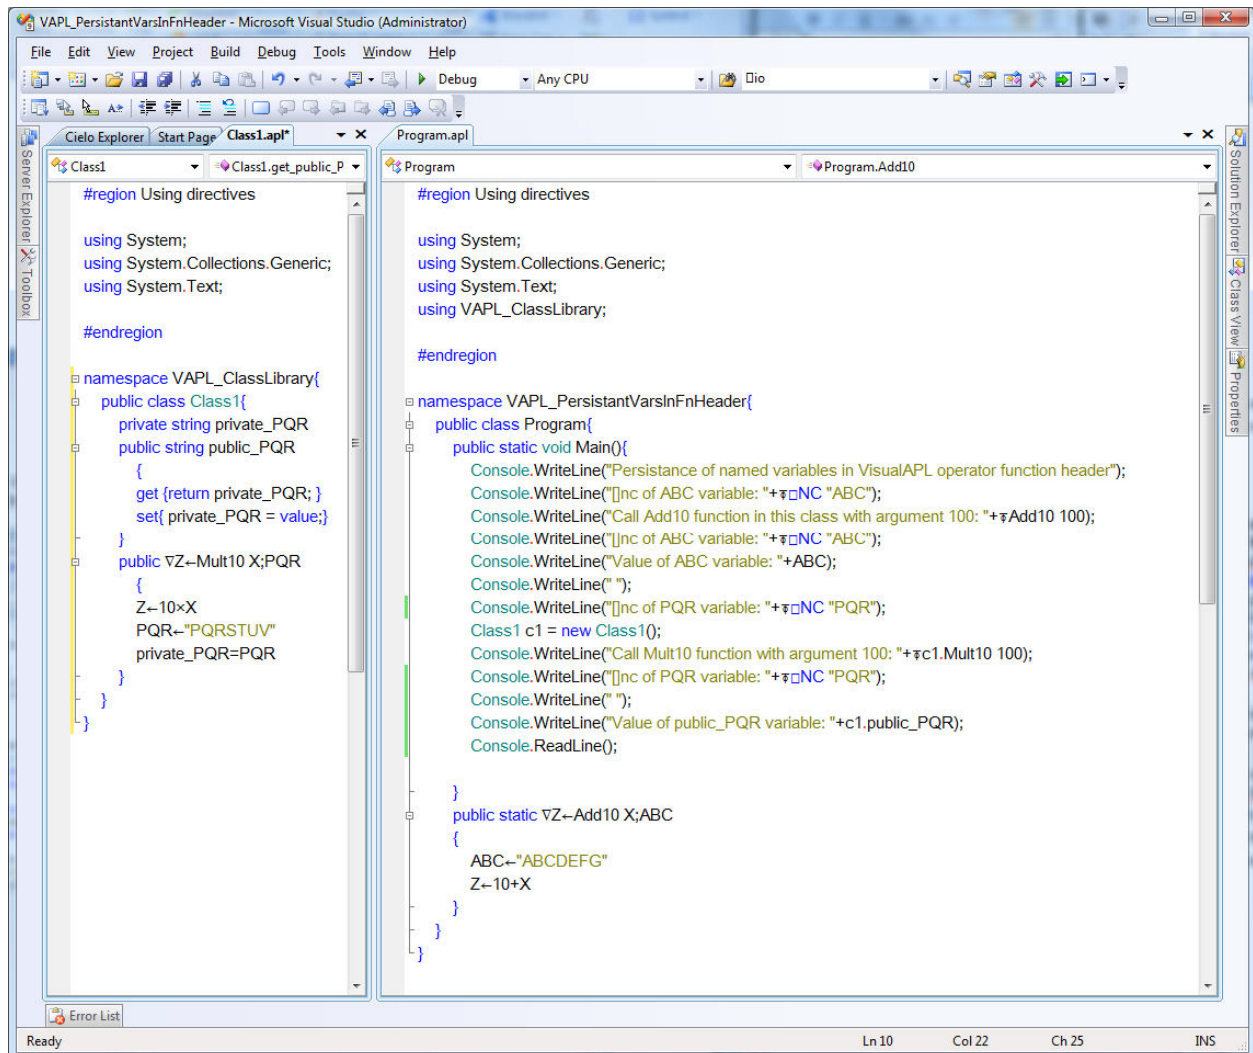 VAPL_PersistantVarsInFnHeader - Microsoft Visual Studio (Administrator)
File Edit View Project Build Debug Tools Window Help
Debug Any CPU ⎕io
Cielo Explorer Start Page Class1.apl*
Program.apl
Server Explorer
Toolbox
Class1 Class1.get_public_P
#region Using directives
using System;
using System.Collections.Generic;
using System.Text;
#endregion
namespace VAPL_ClassLibrary{
public class Class1{
private string private_PQR
public string public_PQR
{
get {return private_PQR; }
set{ private_PQR = value;}
}
public ∇Z←Mult10 X;PQR
{
Z←10×X
PQR←"PQRSTUV"
private_PQR=PQR
}
}
}
Program Program.Add10
#region Using directives
using System;
using System.Collections.Generic;
using System.Text;
using VAPL_ClassLibrary;
#endregion
namespace VAPL_PersistantVarsInFnHeader{
public class Program{
public static void Main(){
Console.WriteLine("Persistance of named variables in VisualAPL operator function header");
Console.WriteLine("[]nc of ABC variable: "+⍕⎕NC "ABC");
Console.WriteLine("Call Add10 function in this class with argument 100: "+⍕Add10 100);
Console.WriteLine("[]nc of ABC variable: "+⍕⎕NC "ABC");
Console.WriteLine("Value of ABC variable: "+ABC);
Console.WriteLine(" ");
Console.WriteLine("[]nc of PQR variable: "+⍕⎕NC "PQR");
Class1 c1 = new Class1();
Console.WriteLine("Call Mult10 function with argument 100: "+⍕c1.Mult10 100);
Console.WriteLine("[]nc of PQR variable: "+⍕⎕NC "PQR");
Console.WriteLine(" ");
Console.WriteLine("Value of public_PQR variable: "+c1.public_PQR);
Console.ReadLine();
}
public static ∇Z←Add10 X;ABC
{
ABC←"ABCDEFG"
Z←10+X
}
}
}
Solution Explorer
Class View
Properties
Error List
Ready Ln 10 Col 22 Ch 25 INS